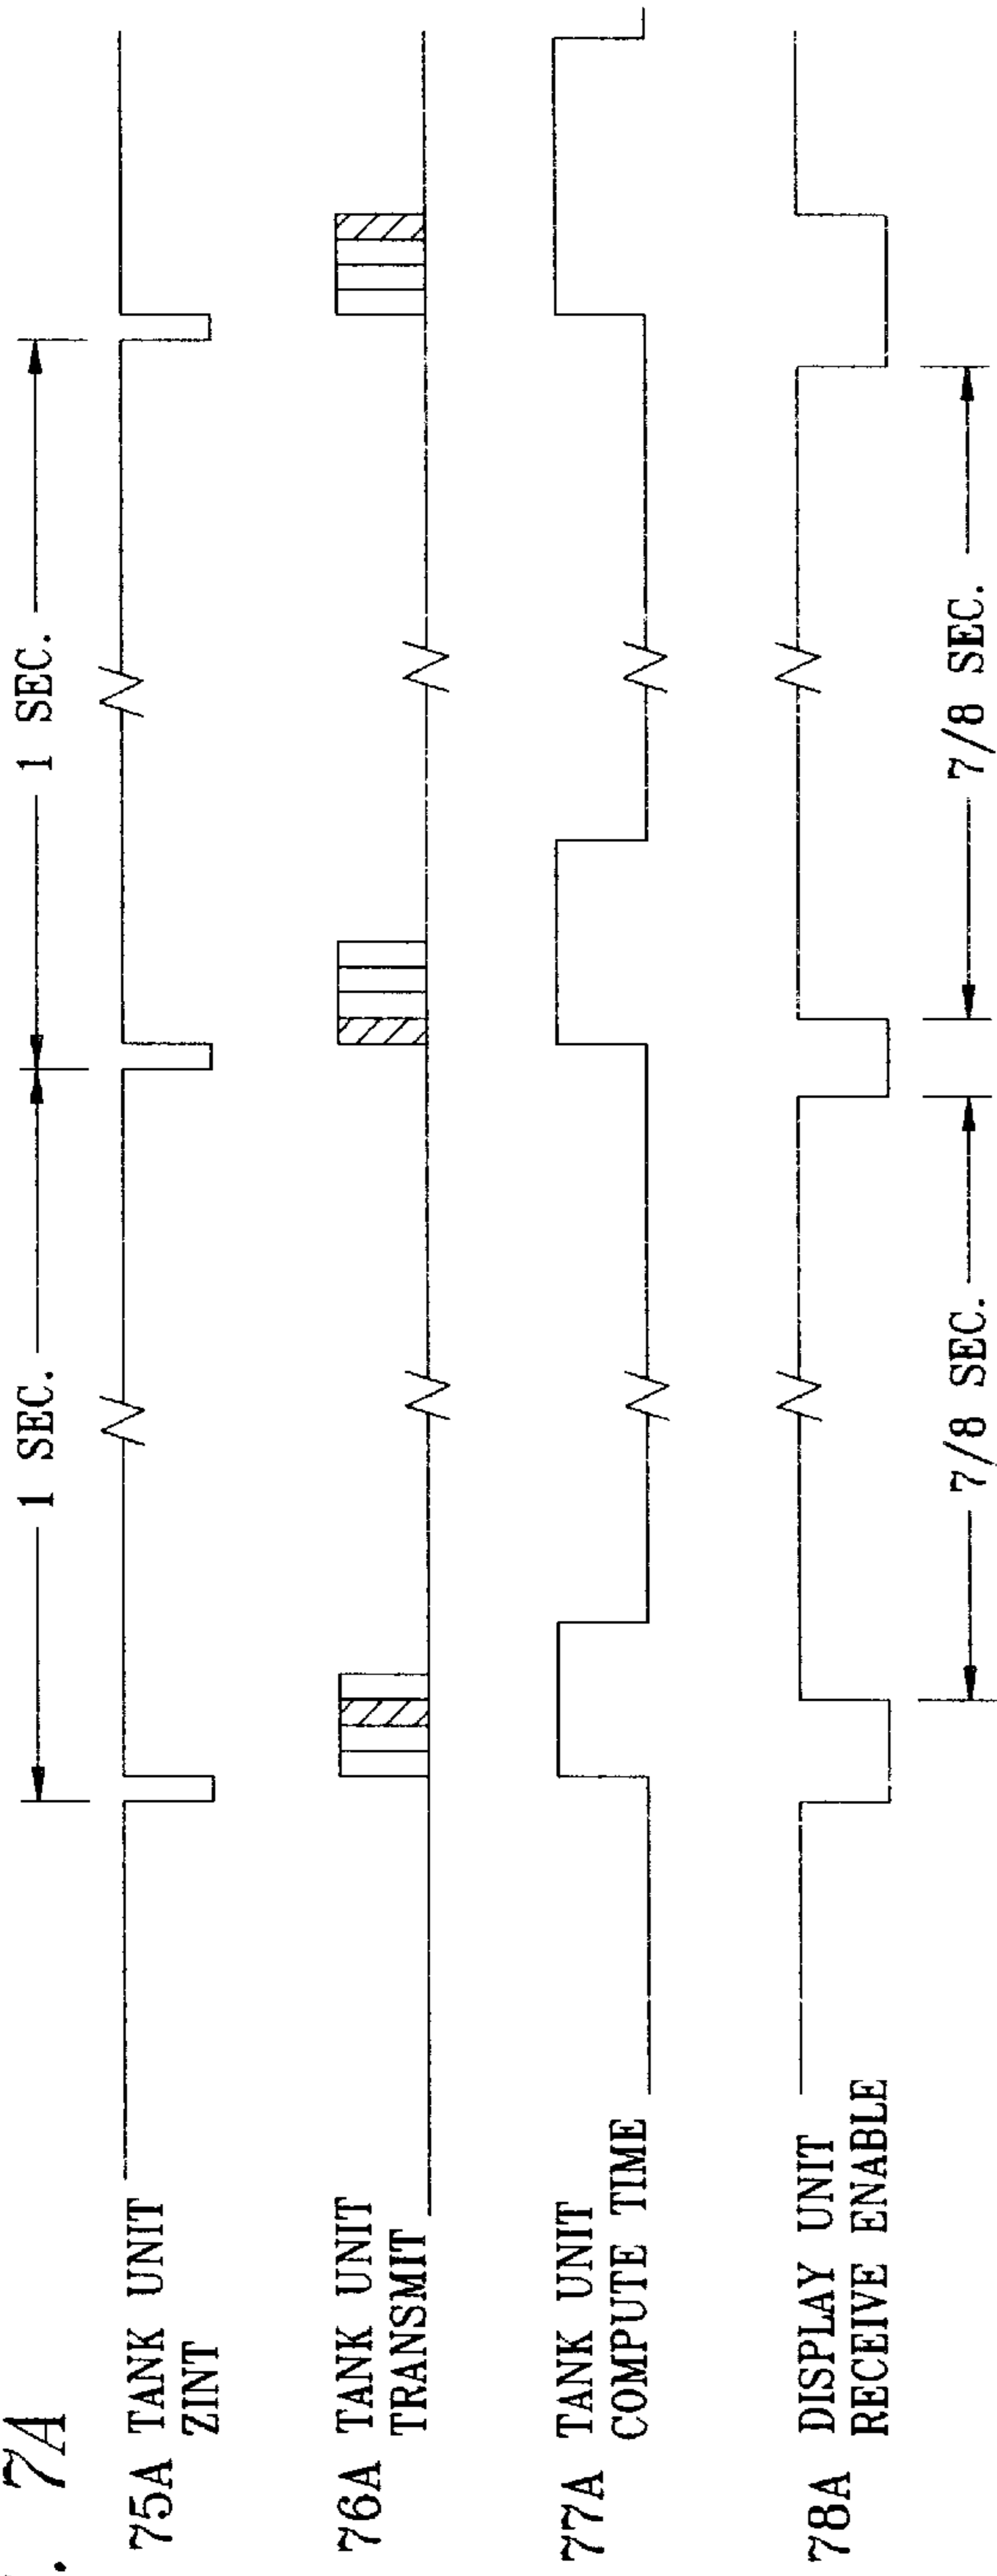 . 7A
1 SEC.
1 SEC.
75A TANK UNIT
ZINT
76A TANK UNIT
TRANSMIT
77A TANK UNIT
COMPUTE TIME
78A DISPLAY UNIT
RECEIVE ENABLE
7/8 SEC.
7/8 SEC.